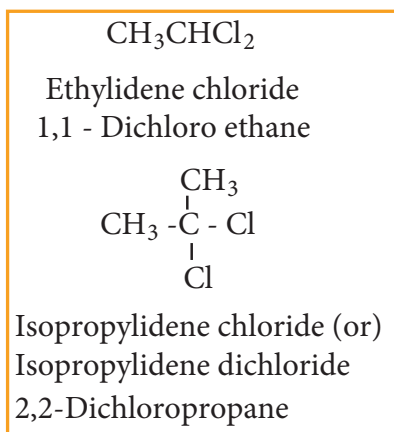 CH₃CHCl₂
Ethylidene chloride
1,1 - Dichloro ethane
CH₃
CH₃ -C - Cl
Cl
Isopropylidene chloride (or)
Isopropylidene dichloride
2,2-Dichloropropane